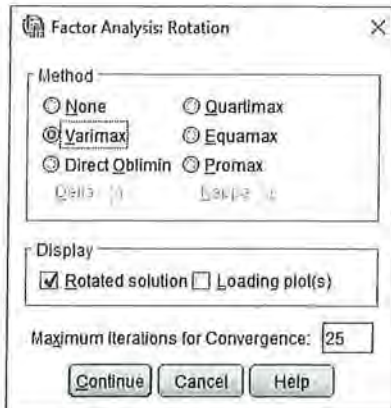 Factor Analysis: Rotation
Method
None Quartimax
Varimax Equamax
Direct Oblimin Promax
Display
Rotated solution Loading plot(s)
Maximum Iterations for Convergence: 25
Continue Cancel Help